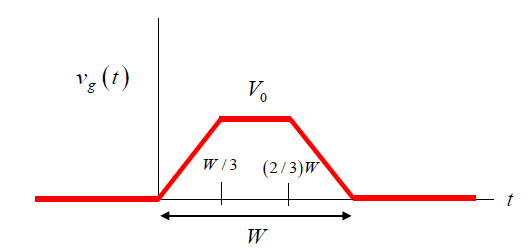 v_g (t)
V_0
W / 3
(2 / 3)W
t
W